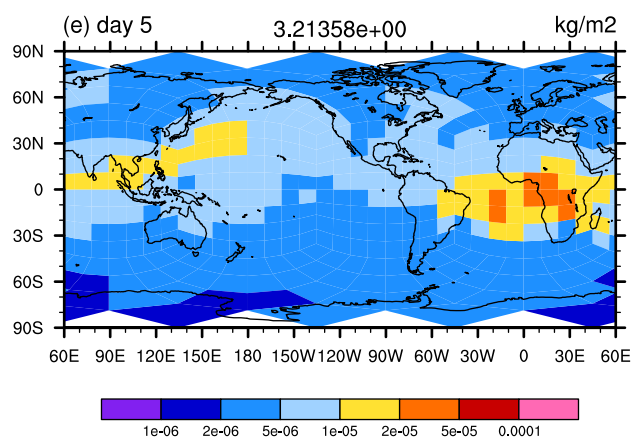 (e) day 5 3.21358e+00 kg/m2
90N
60N
30N
0
30S
60S
90S
60E 90E 120E 150E 180 150W 120W 90W 60W 30W 0 30E 60E
1e-06 2e-06 5e-06 1e-05 2e-05 5e-05 0.0001